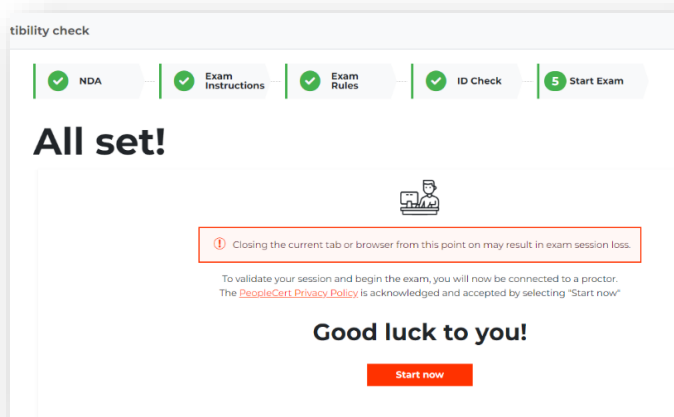 tibility check
NDA
Exam
Instructions
Exam
Rules
ID Check
5 Start Exam
All set!
Closing the current tab or browser from this point on may result in exam session loss.
To validate your session and begin the exam, you will now be connected to a proctor.
The PeopleCert Privacy Policy is acknowledged and accepted by selecting "Start now"
Good luck to you!
Start now